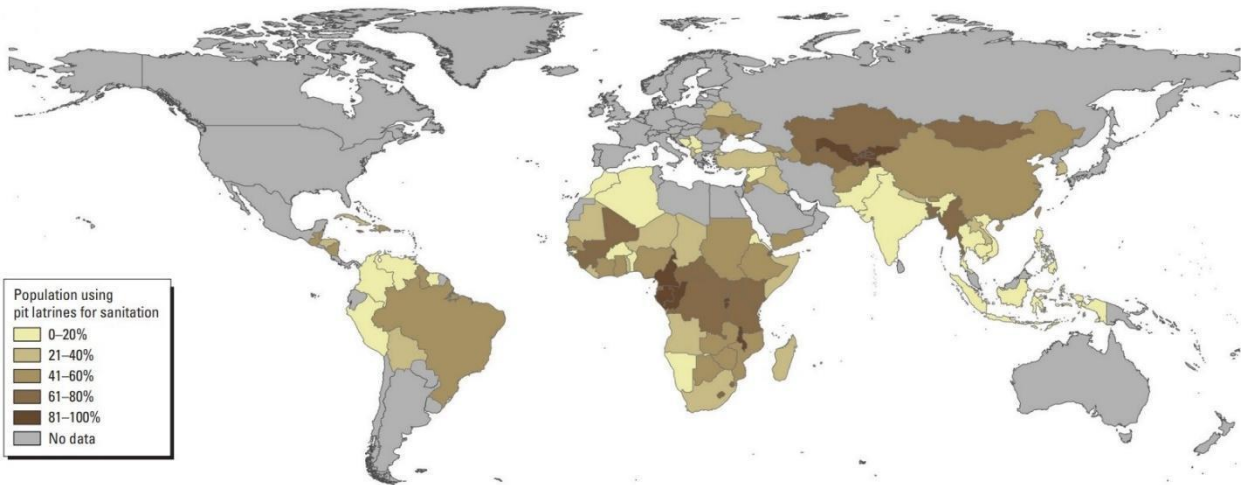 Population using
pit latrines for sanitation
0–20%
21–40%
41–60%
61–80%
81–100%
No data